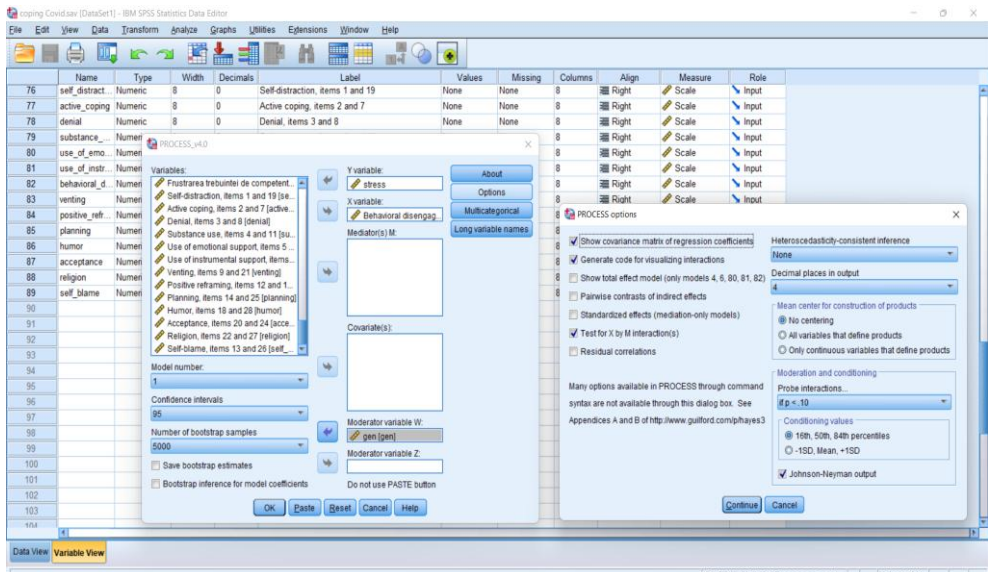 coping Covid.sav [DataSet1] - IBM SPSS Statistics Data Editor
File Edit View Data Transform Analyze Graphs Utilities Extensions Window Help
Name Type Width Decimals Label Values Missing Columns Align Measure Role
76 self_distract... Numeric 8 0 Self-distraction, items 1 and 19 None None 8 Right Scale Input
77 active_coping Numeric 8 0 Active coping, items 2 and 7 None None 8 Right Scale Input
78 denial Numeric 8 0 Denial, items 3 and 8 None None 8 Right Scale Input
79 substance_... Numeri 8 Right Scale Input
80 use_of_emo... Numeri 8 Right Scale Input
81 use_of_instr... Numeri 8 Right Scale Input
82 behavioral_d... Numeri 8 Right Scale Input
83 venting Numeri 8 Right Scale Input
84 positive_refr... Numeri
85 planning Numeri
86 humor Numeri
87 acceptance Numeri
88 religion Numeri
89 self_blame Numeri
90
91
92
93
94
95
96
97
98
99
100
101
102
103
104
PROCESS_v4.0
Variables:
Frustrarea trebuintei de competent...
Self-distraction, items 1 and 19 [se...
Active coping, items 2 and 7 [active...
Denial, items 3 and 8 [denial]
Substance use, items 4 and 11 [su...
Use of emotional support, items 5 ...
Use of instrumental support, items...
Venting, items 9 and 21 [venting]
Positive reframing, items 12 and 1...
Planning, items 14 and 25 [planning]
Humor, items 18 and 28 [humor]
Acceptance, items 20 and 24 [acce...
Religion, items 22 and 27 [religion]
Self-blame, items 13 and 26 [self_...
Model number:
1
Confidence intervals
95
Number of bootstrap samples
5000
Save bootstrap estimates
Bootstrap inference for model coefficients
Y variable:
stress
X variable:
Behavioral disengag...
Mediator(s) M:
Covariate(s):
Moderator variable W:
gen [gen]
Moderator variable Z:
Do not use PASTE button
About
Options
Multicategorical
Long variable names
OK Paste Reset Cancel Help
PROCESS options
Show covariance matrix of regression coefficients
Generate code for visualizing interactions
Show total effect model (only models 4, 6, 80, 81, 82)
Pairwise contrasts of indirect effects
Standardized effects (mediation-only models)
Test for X by M interaction(s)
Residual correlations
Many options available in PROCESS through command
syntax are not available through this dialog box. See
Appendices A and B of http://www.guilford.com/p/hayes3
Heteroscedasticity-consistent inference
None
Decimal places in output
4
Mean center for construction of products
No centering
All variables that define products
Only continuous variables that define products
Moderation and conditioning
Probe interactions...
if p < .10
Conditioning values
16th, 50th, 84th percentiles
-1SD, Mean, +1SD
Johnson-Neyman output
Continue Cancel
Data View Variable View